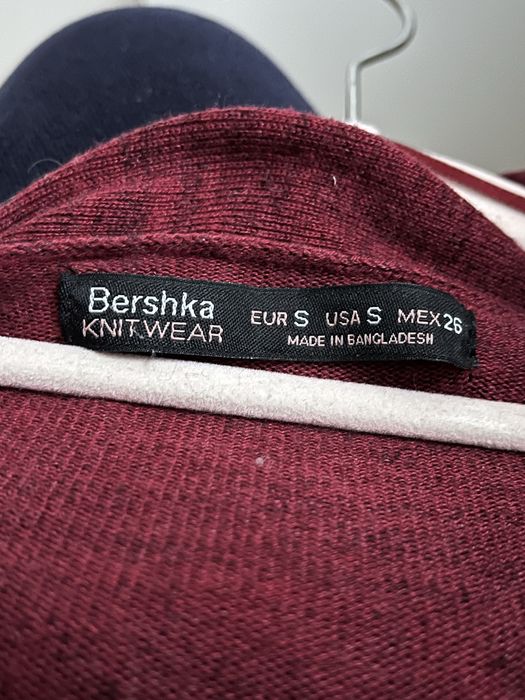 Bershka
KNITWEAR
EUR S USA S MEX 26
MADE IN BANGLADESH